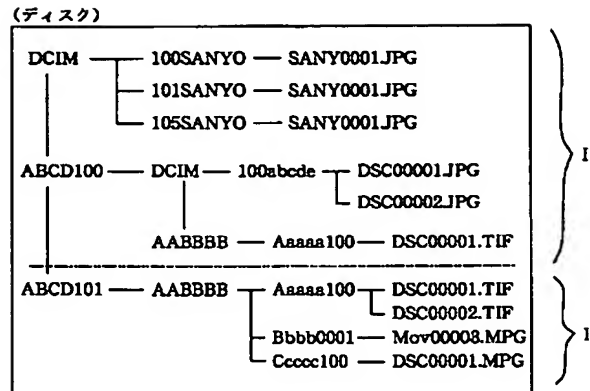 (ディスク)
DCIM 100SANYO SANY0001.JPG
101SANYO SANY0001.JPG
105SANYO SANY0001.JPG
I
ABCD100 DCIM 100abcde DSC00001.JPG
DSC00002.JPG
AABBBB Aaaaa100 DSC00001.TIF
ABCD101 AABBBB Aaaaa100 DSC00001.TIF
DSC00002.TIF
Bbbb0001 Mov00003.MPG
I
Ccccc100 DSC00001.MPG